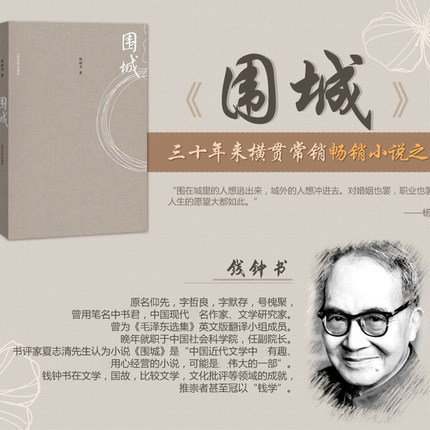 围城
钱钟书 著
围城
《围城》
三十年来横贯常销畅销小说之
“围在城里的人想逃出来，城外的人想冲进去。对婚姻也罢，职业也罢
人生的愿望大都如此。”
——杨
钱钟书
原名仰先，字哲良，字默存，号槐聚，
曾用笔名中书君，中国现代 名作家、文学研究家。
曾为《毛泽东选集》英文版翻译小组成员。
晚年就职于中国社会科学院，任副院长。
书评家夏志清先生认为小说《围城》是“中国近代文学中 有趣、
用心经营的小说，可能是 伟大的一部”。
钱钟书在文学，国故，比较文学，文化批评等领域的成就，
推崇者甚至冠以“钱学”。